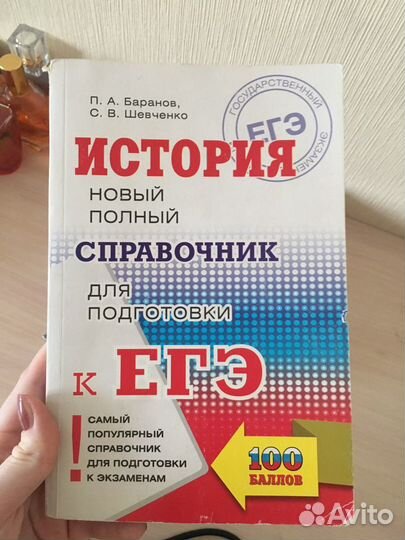 П. А. Баранов,
С. В. Шевченко
ГОСУДАРСТВЕННЫЙ
ЕГЭ
ЭКЗАМЕН
ИСТОРИЯ
НОВЫЙ
ПОЛНЫЙ
СПРАВОЧНИК
ДЛЯ
ПОДГОТОВКИ
К ЕГЭ
!
САМЫЙ
ПОПУЛЯРНЫЙ
СПРАВОЧНИК
ДЛЯ ПОДГОТОВКИ
К ЭКЗАМЕНАМ
100
БАЛЛОВ
Avito